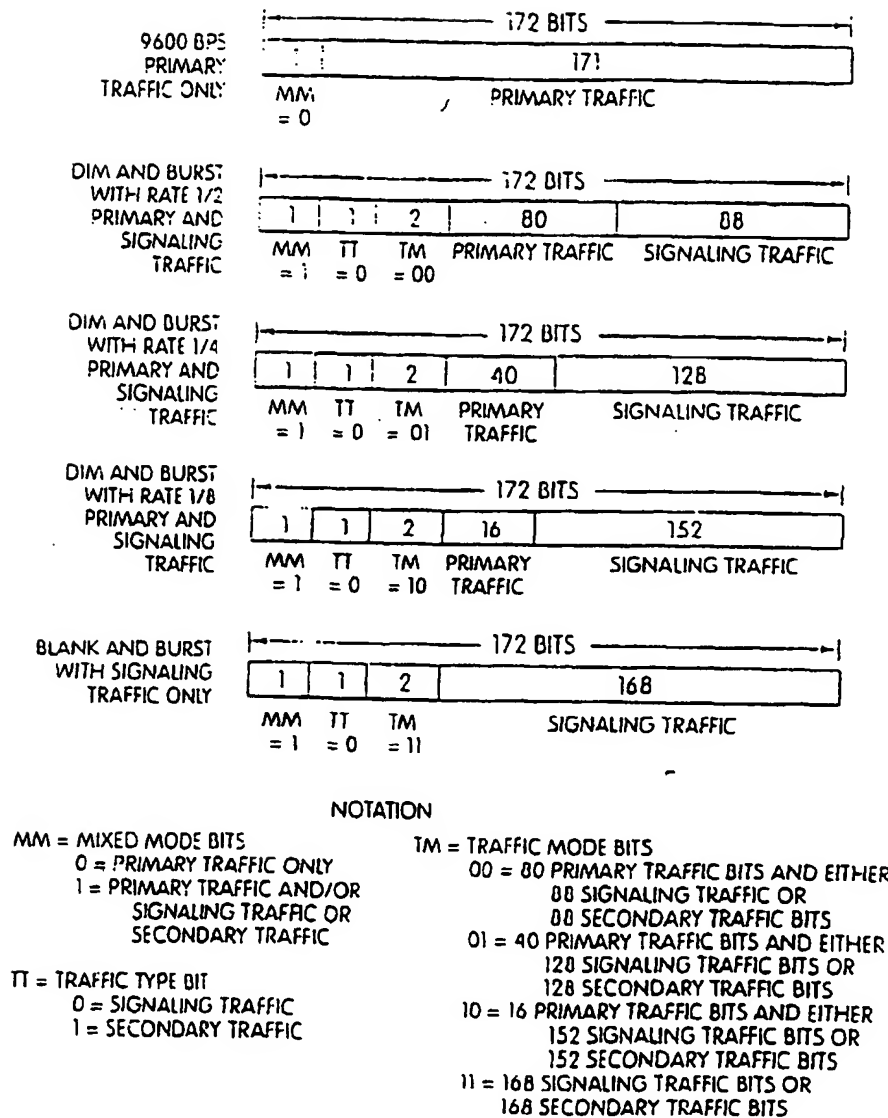 172 BITS
9600 BPS
PRIMARY
TRAFFIC ONLY
1 171
MM
= 0
PRIMARY TRAFFIC
DIM AND BURST
WITH RATE 1/2
PRIMARY AND
SIGNALING
TRAFFIC
172 BITS
1 1 2 80 88
MM TT TM PRIMARY TRAFFIC SIGNALING TRAFFIC
= 1 = 0 = 00
DIM AND BURST
WITH RATE 1/4
PRIMARY AND
SIGNALING
TRAFFIC
172 BITS
1 1 2 40 128
MM TT TM PRIMARY SIGNALING TRAFFIC
= 1 = 0 = 01 TRAFFIC
DIM AND BURST
WITH RATE 1/8
PRIMARY AND
SIGNALING
TRAFFIC
172 BITS
1 1 2 16 152
MM TT TM PRIMARY SIGNALING TRAFFIC
= 1 = 0 = 10 TRAFFIC
BLANK AND BURST
WITH SIGNALING
TRAFFIC ONLY
172 BITS
1 1 2 168
MM TT TM SIGNALING TRAFFIC
= 1 = 0 = 11
NOTATION
MM = MIXED MODE BITS
0 = PRIMARY TRAFFIC ONLY
1 = PRIMARY TRAFFIC AND/OR
SIGNALING TRAFFIC OR
SECONDARY TRAFFIC
TT = TRAFFIC TYPE BIT
0 = SIGNALING TRAFFIC
1 = SECONDARY TRAFFIC
TM = TRAFFIC MODE BITS
00 = 80 PRIMARY TRAFFIC BITS AND EITHER
88 SIGNALING TRAFFIC OR
88 SECONDARY TRAFFIC BITS
01 = 40 PRIMARY TRAFFIC BITS AND EITHER
128 SIGNALING TRAFFIC BITS OR
128 SECONDARY TRAFFIC BITS
10 = 16 PRIMARY TRAFFIC BITS AND EITHER
152 SIGNALING TRAFFIC BITS OR
152 SECONDARY TRAFFIC BITS
11 = 168 SIGNALING TRAFFIC BITS OR
168 SECONDARY TRAFFIC BITS